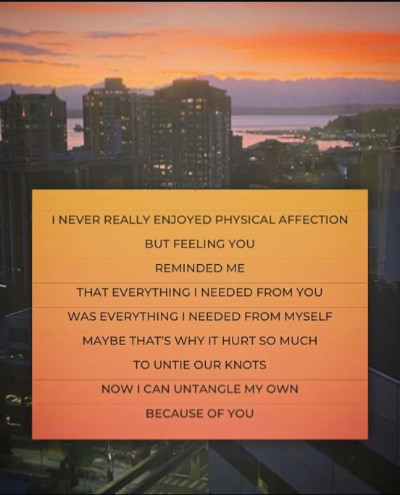 I NEVER REALLY ENJOYED PHYSICAL AFFECTION
BUT FEELING YOU
REMINDED ME
THAT EVERYTHING I NEEDED FROM YOU
WAS EVERYTHING I NEEDED FROM MYSELF
MAYBE THAT'S WHY IT HURT SO MUCH
TO UNTIE OUR KNOTS
NOW I CAN UNTANGLE MY OWN
BECAUSE OF YOU